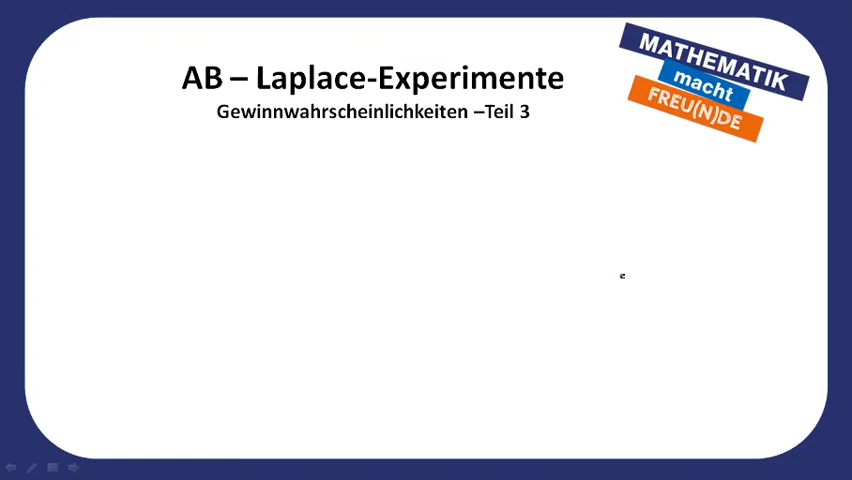 AB – Laplace-Experimente
Gewinnwahrscheinlichkeiten –Teil 3
MATHEMATIK
macht
FREU(N)DE